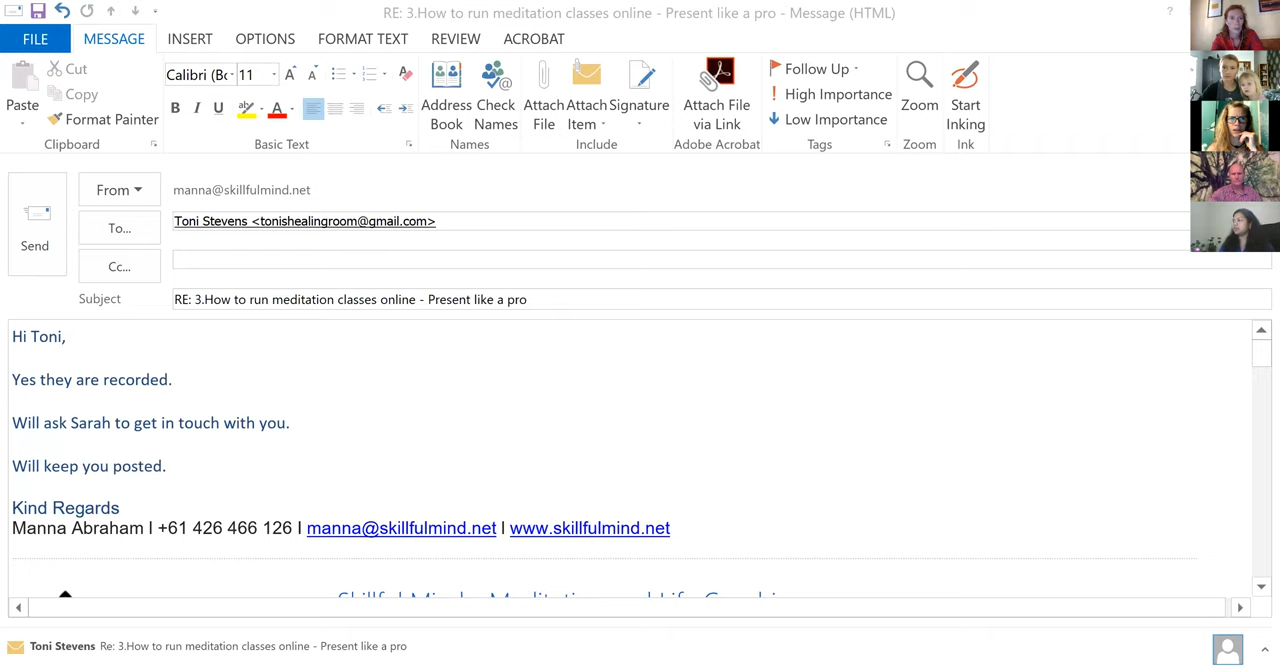 RE: 3.How to run meditation classes online - Present like a pro - Message (HTML)
?
FILE MESSAGE INSERT OPTIONS FORMAT TEXT REVIEW ACROBAT
Paste
Cut
Copy
Format Painter
Clipboard
Calibri (Bo 11
B I U
Basic Text
Address Book
Check Names
Names
Attach File
Attach Item
Signature
Include
Attach File via Link
Adobe Acrobat
Follow Up
High Importance
Low Importance
Tags
Zoom
Zoom
Start Inking
Ink
Send
From manna@skillfulmind.net
To... Toni Stevens <tonishealingroom@gmail.com>
Cc...
Subject RE: 3.How to run meditation classes online - Present like a pro
Hi Toni,
Yes they are recorded.
Will ask Sarah to get in touch with you.
Will keep you posted.
Kind Regards
Manna Abraham l +61 426 466 126 l manna@skillfulmind.net l www.skillfulmind.net
Toni Stevens Re: 3.How to run meditation classes online - Present like a pro